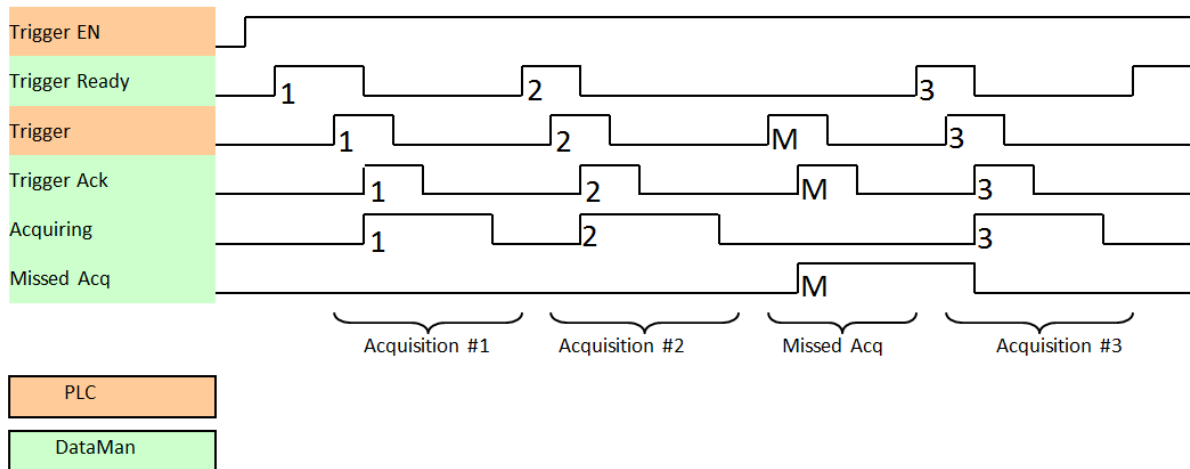 Trigger EN
Trigger Ready
1 2 3
Trigger
1 2 M 3
Trigger Ack
1 2 M 3
Acquiring
1 2 3
Missed Acq
M
Acquisition #1 Acquisition #2 Missed Acq Acquisition #3
PLC
DataMan